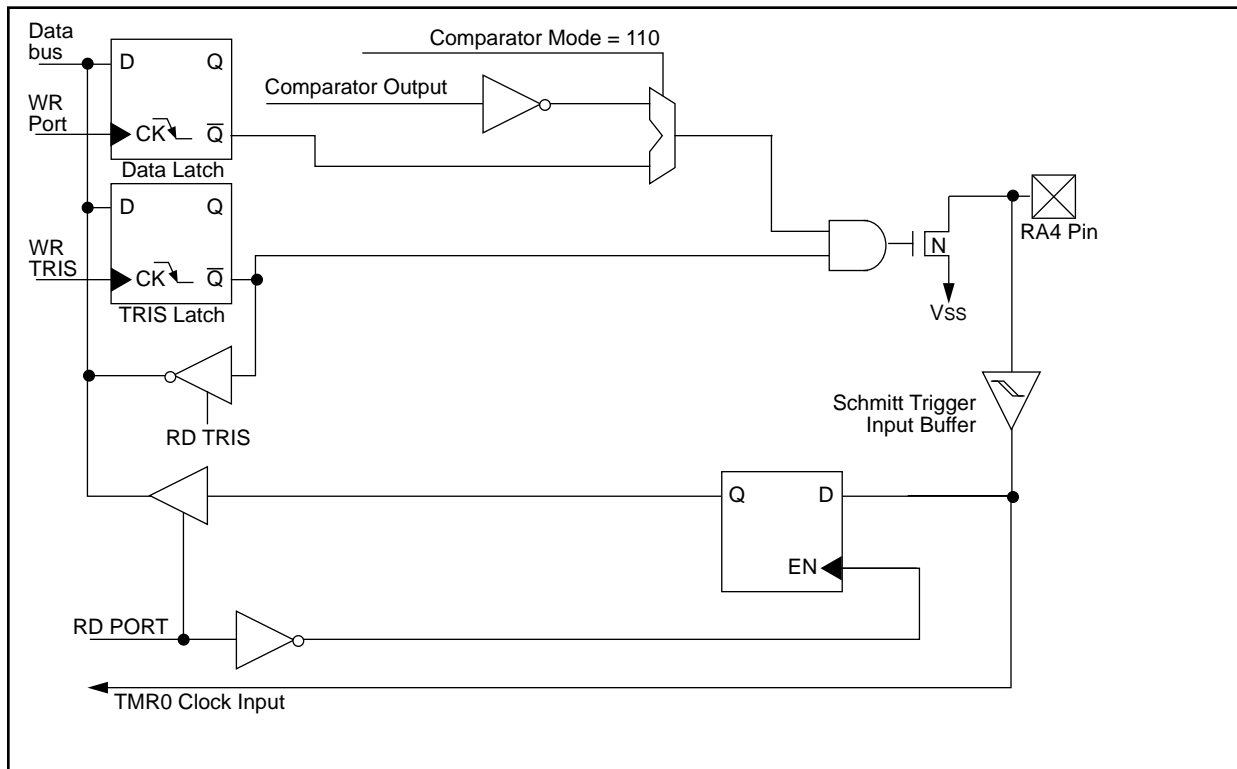 Data
bus
D
Q
WR
Port
CK
Q̅
Data Latch
Comparator Mode = 110
Comparator Output
D
Q
WR
TRIS
CK
Q̅
TRIS Latch
RD TRIS
N
VSS
RA4 Pin
Schmitt Trigger
Input Buffer
Q
D
EN
RD PORT
TMR0 Clock Input